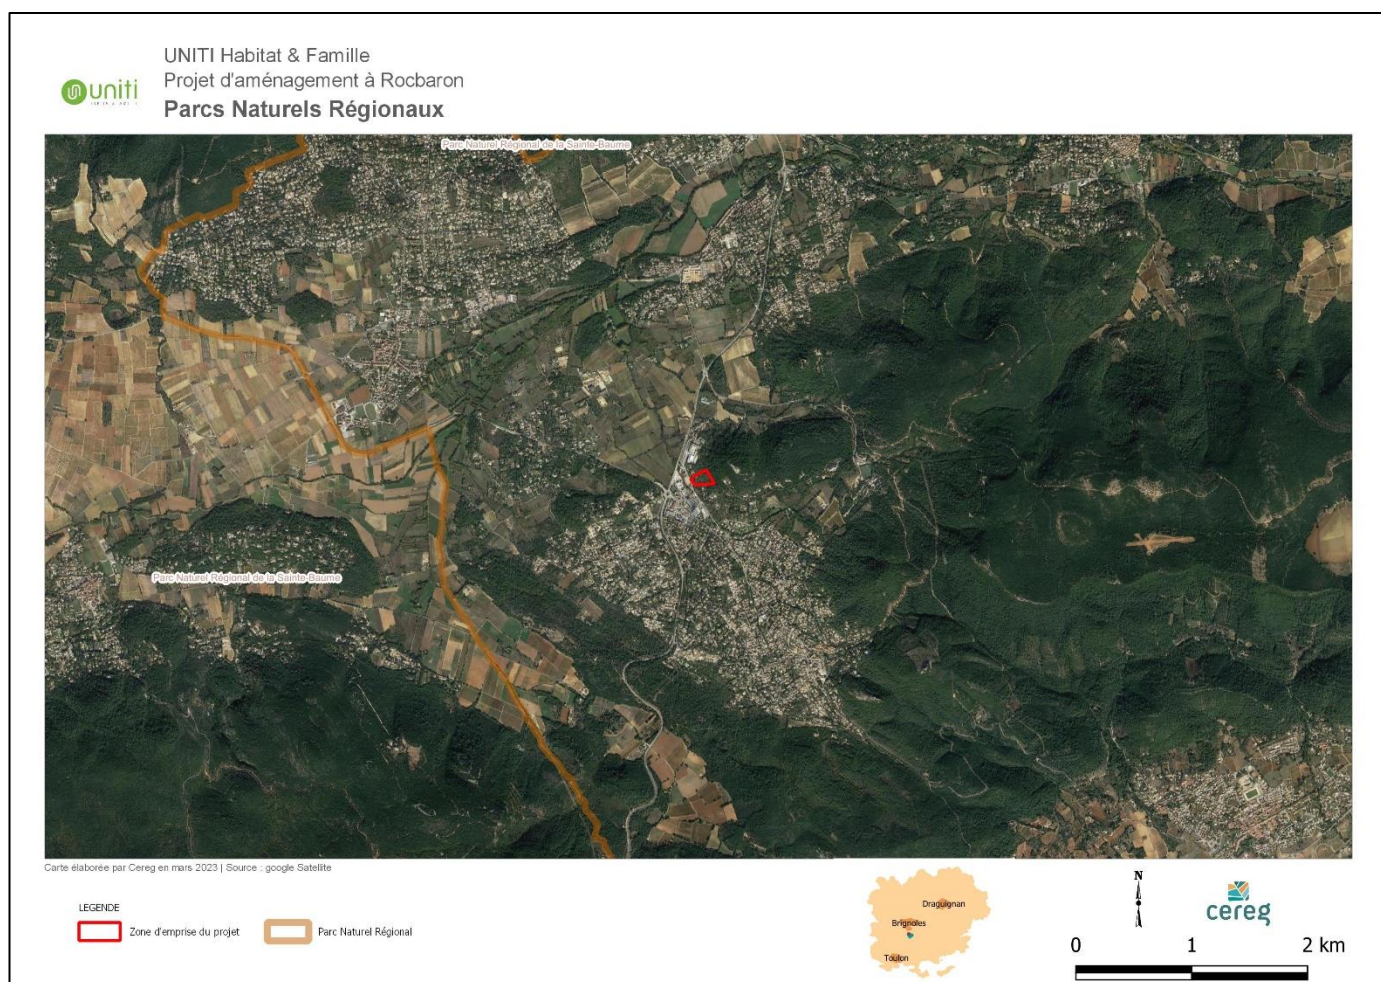 UNITI Habitat & Famille
Projet d'aménagement à Rocbaron
uniti
Parcs Naturels Régionaux
Parc Naturel Régional de la Sainte-Baume
Parc Naturel Régional de la Sainte-Baume
Carte élaborée par Cereg en mars 2023 | Source : google Satellite
LEGENDE
Zone d'emprise du projet
Parc Naturel Régional
Draguignan
Brignoles
Toulon
N
cereg
0 1 2 km